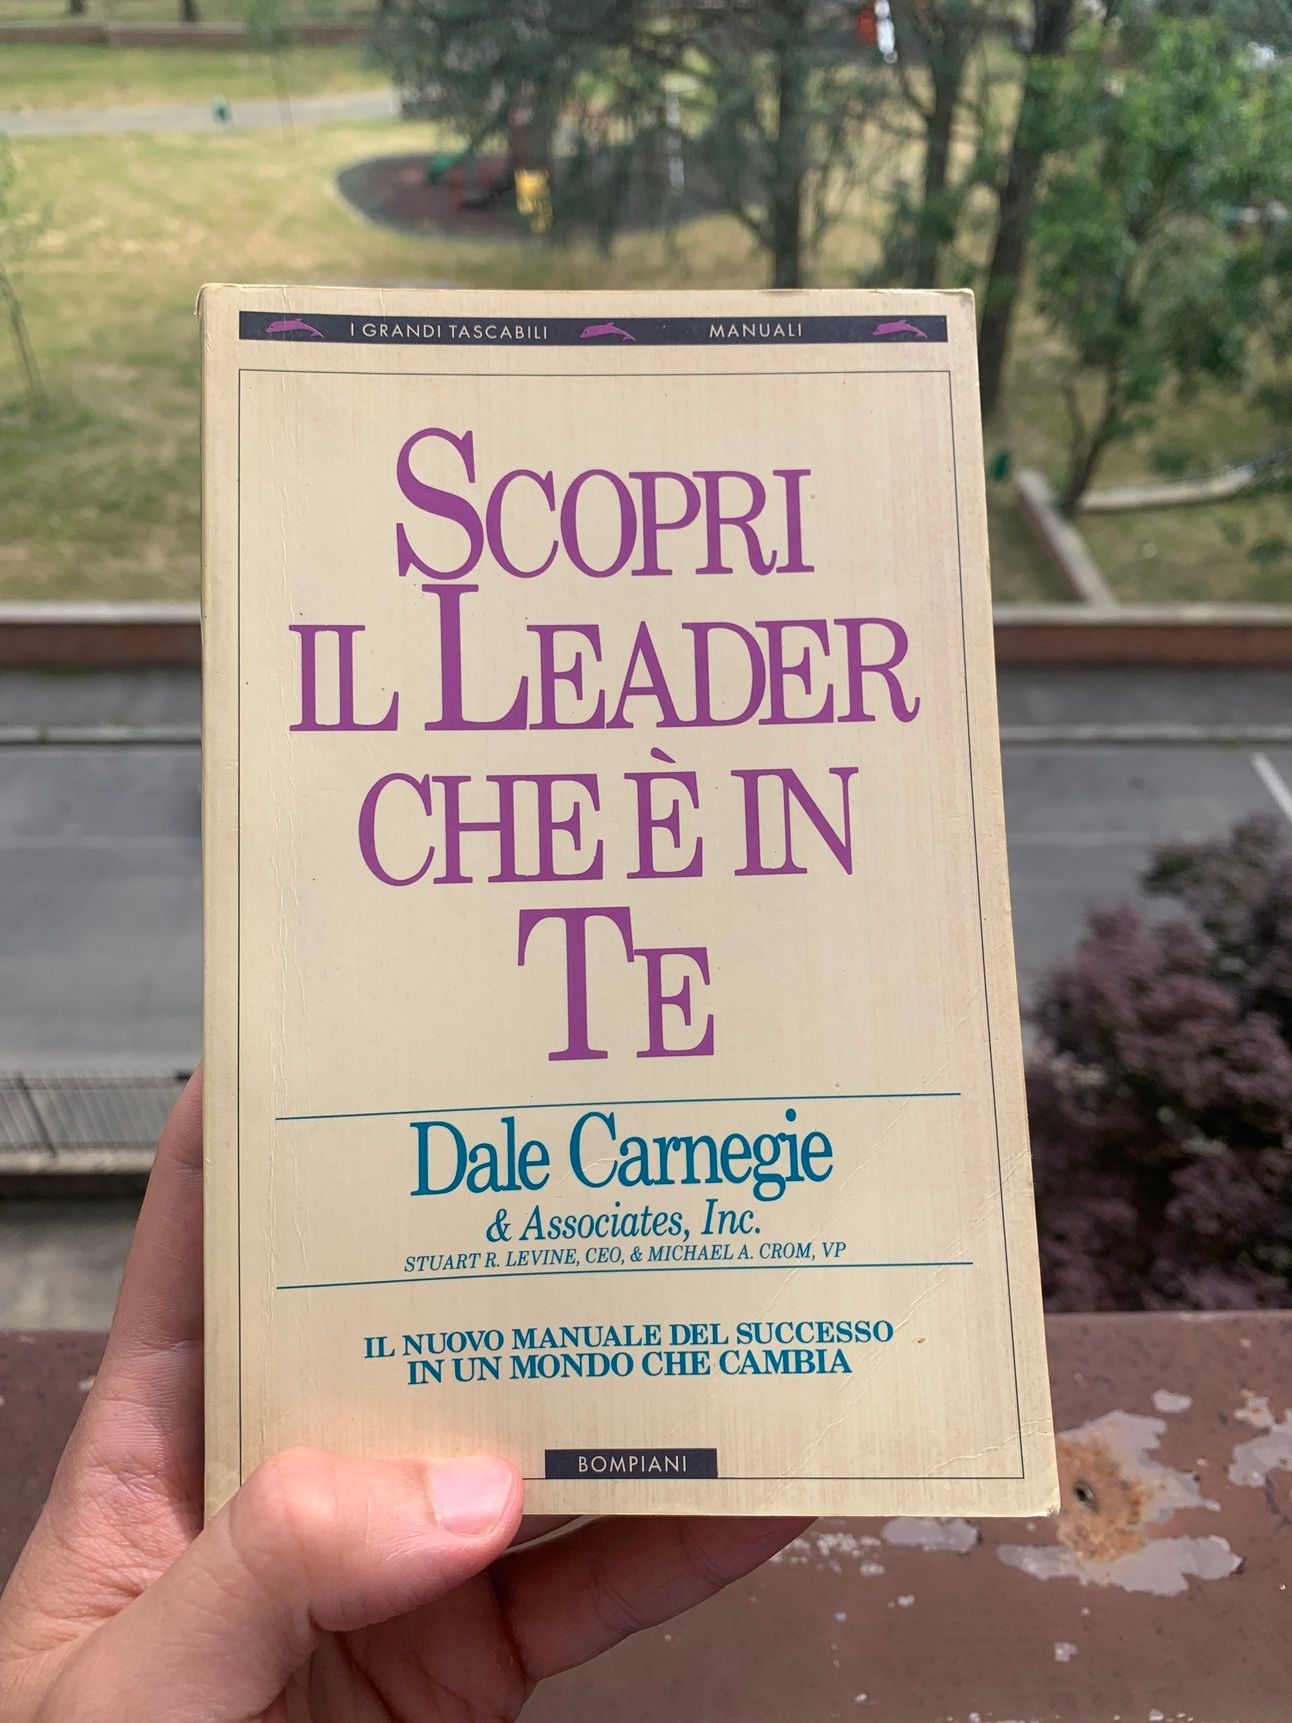 I GRANDI TASCABILI MANUALI
SCOPRI
IL LEADER
CHE È IN
TE
Dale Carnegie
& Associates, Inc.
STUART R. LEVINE, CEO, & MICHAEL A. CROM, VP
IL NUOVO MANUALE DEL SUCCESSO
IN UN MONDO CHE CAMBIA
BOMPIANI